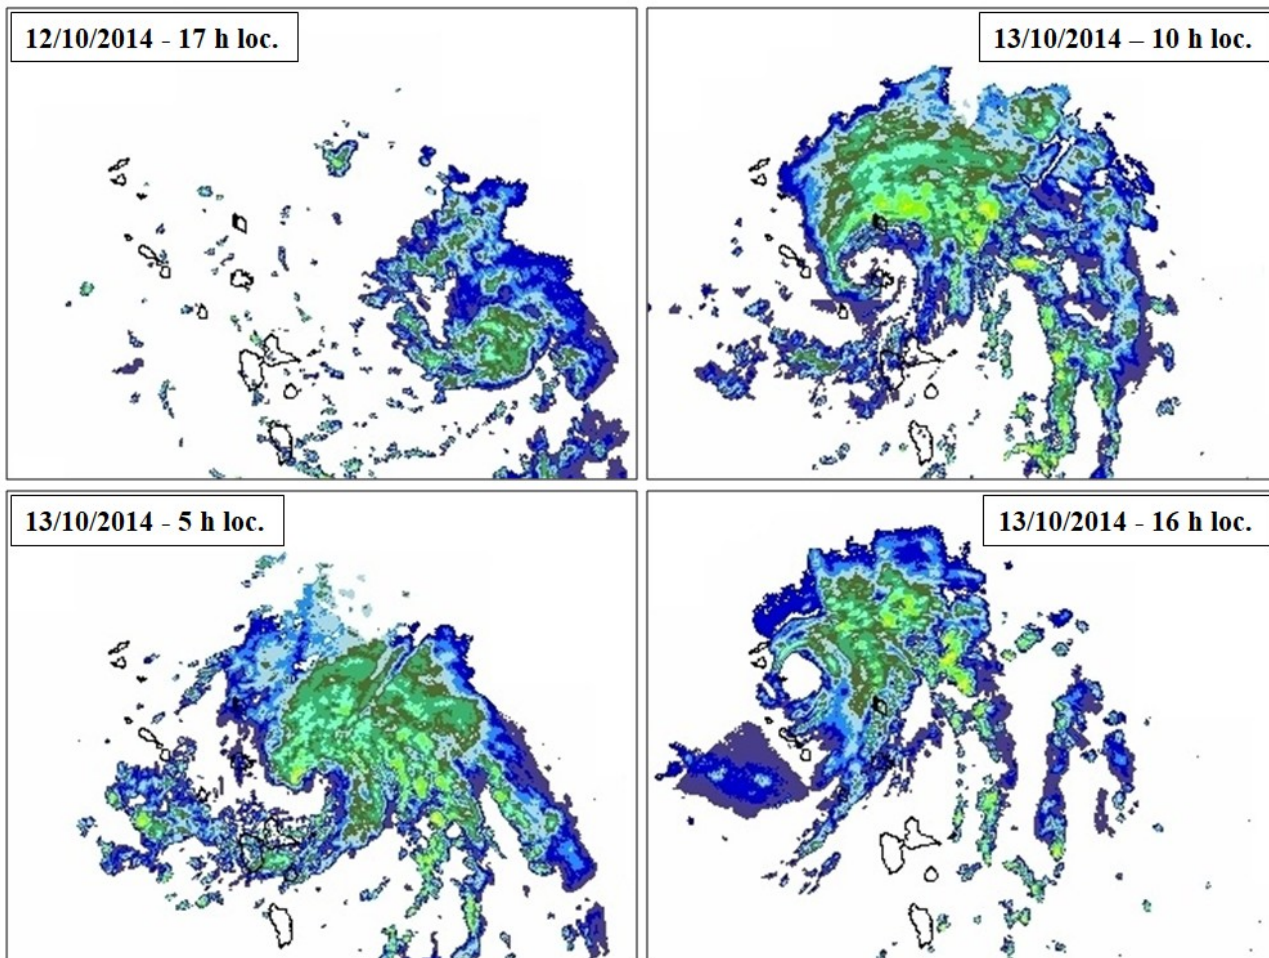 12/10/2014 - 17 h loc.
13/10/2014 – 10 h loc.
13/10/2014 - 5 h loc.
13/10/2014 - 16 h loc.